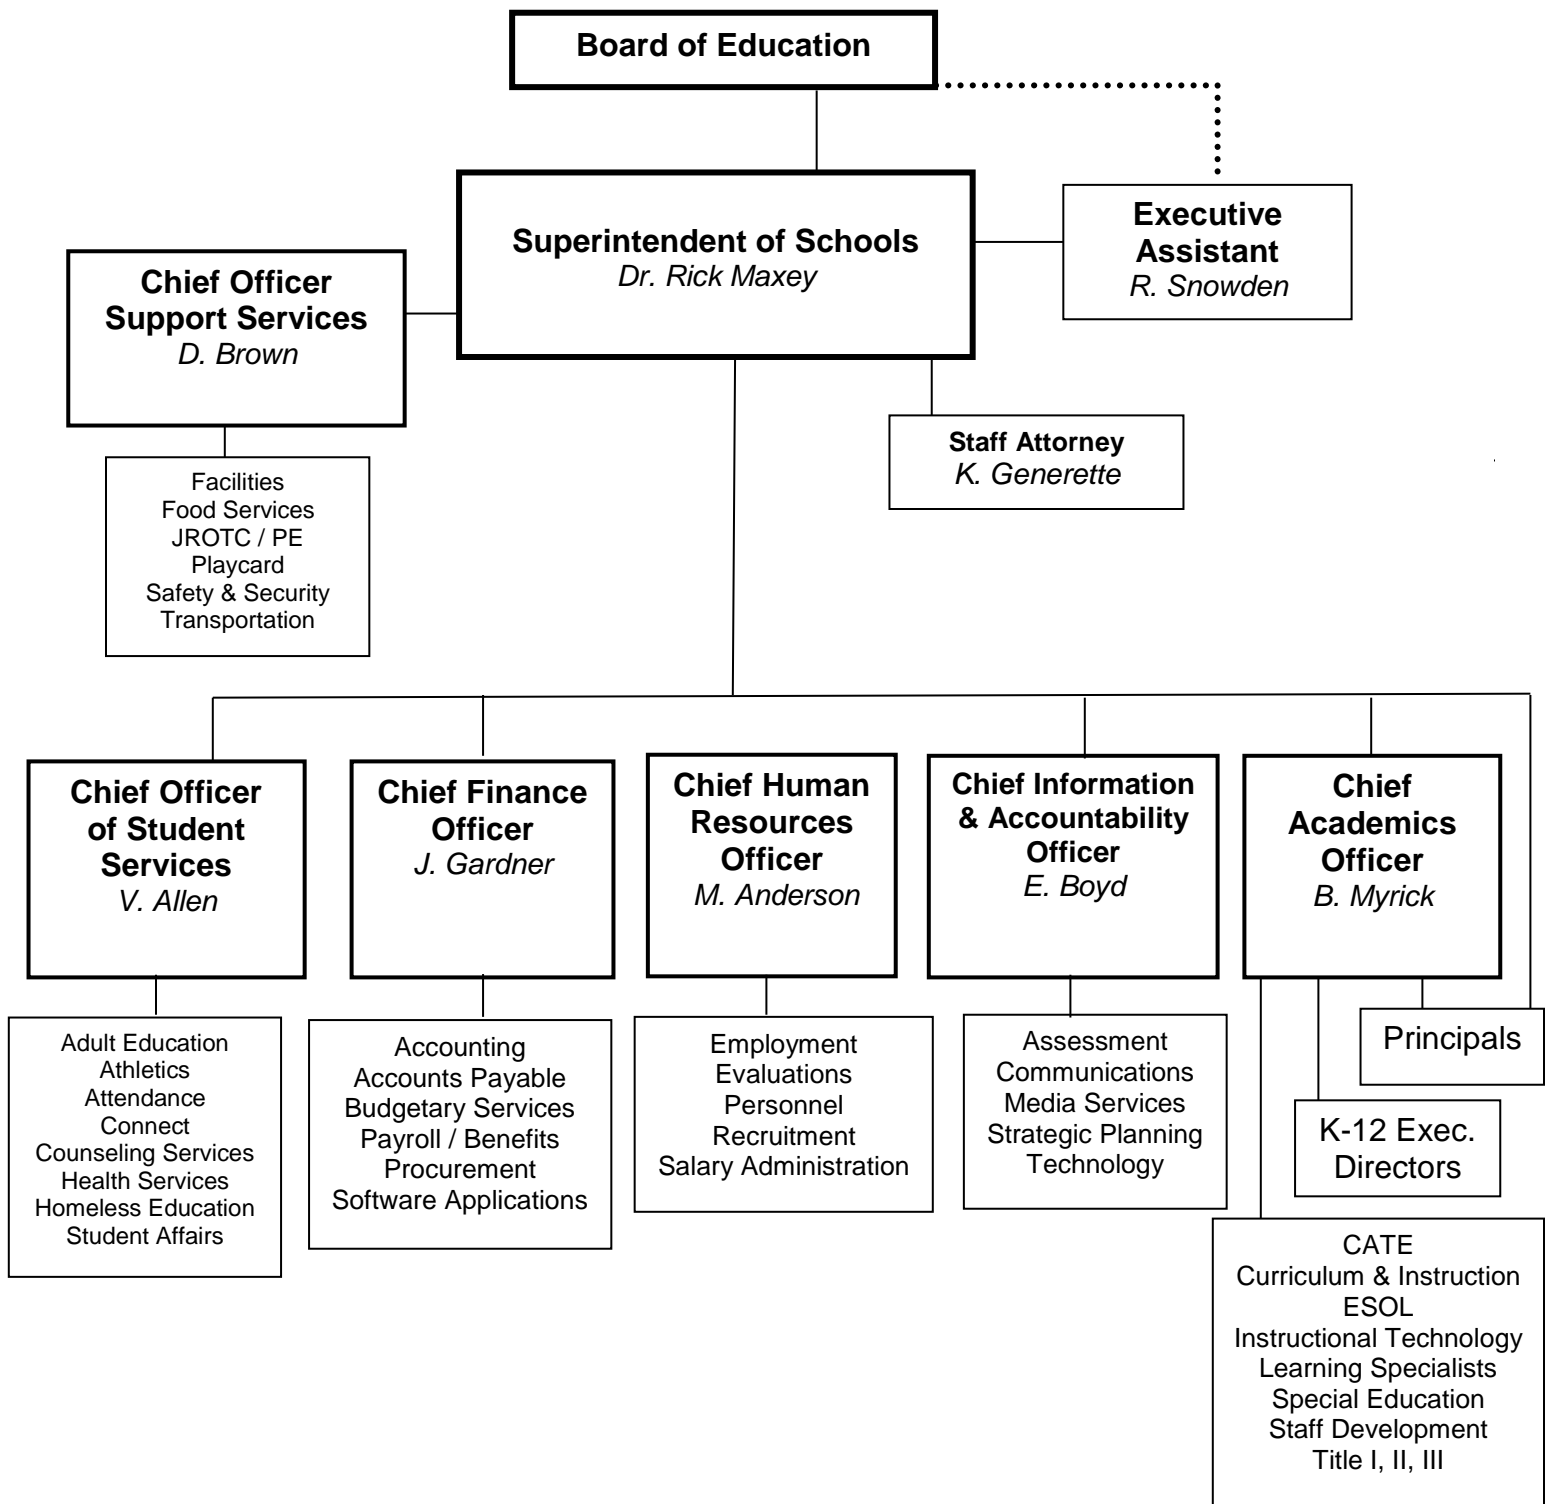 Board of Education
Superintendent of Schools
Dr. Rick Maxey
Executive
Assistant
R. Snowden
Chief Officer
Support Services
D. Brown
Staff Attorney
K. Generette
Facilities
Food Services
JROTC / PE
Playcard
Safety & Security
Transportation
Chief Officer
of Student
Services
V. Allen
Chief Finance
Officer
J. Gardner
Chief Human
Resources
Officer
M. Anderson
Chief Information
& Accountability
Officer
E. Boyd
Chief
Academics
Officer
B. Myrick
Adult Education
Athletics
Attendance
Connect
Counseling Services
Health Services
Homeless Education
Student Affairs
Accounting
Accounts Payable
Budgetary Services
Payroll / Benefits
Procurement
Software Applications
Employment
Evaluations
Personnel
Recruitment
Salary Administration
Assessment
Communications
Media Services
Strategic Planning
Technology
Principals
K-12 Exec.
Directors
CATE
Curriculum & Instruction
ESOL
Instructional Technology
Learning Specialists
Special Education
Staff Development
Title I, II, III